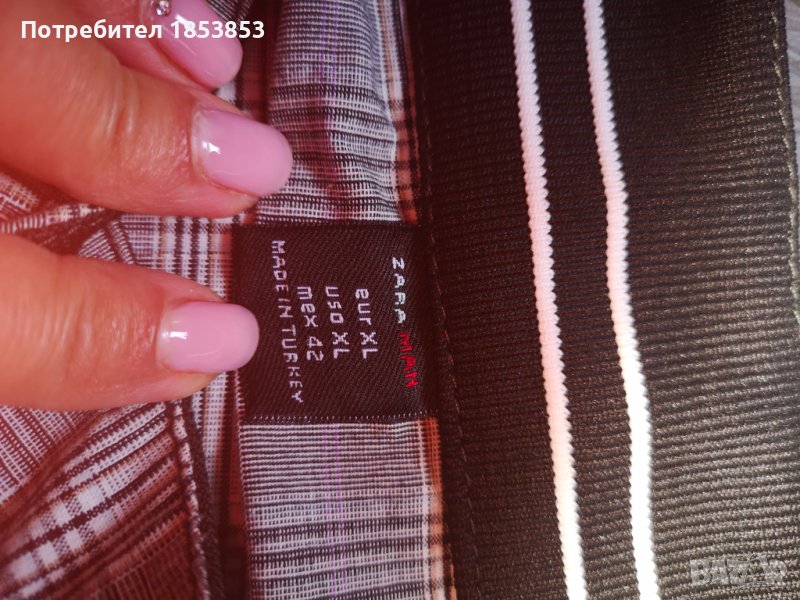 Потребител 1853853
ZARA MAN
eur XL
usa XL
mex 42
MADE IN TURKEY